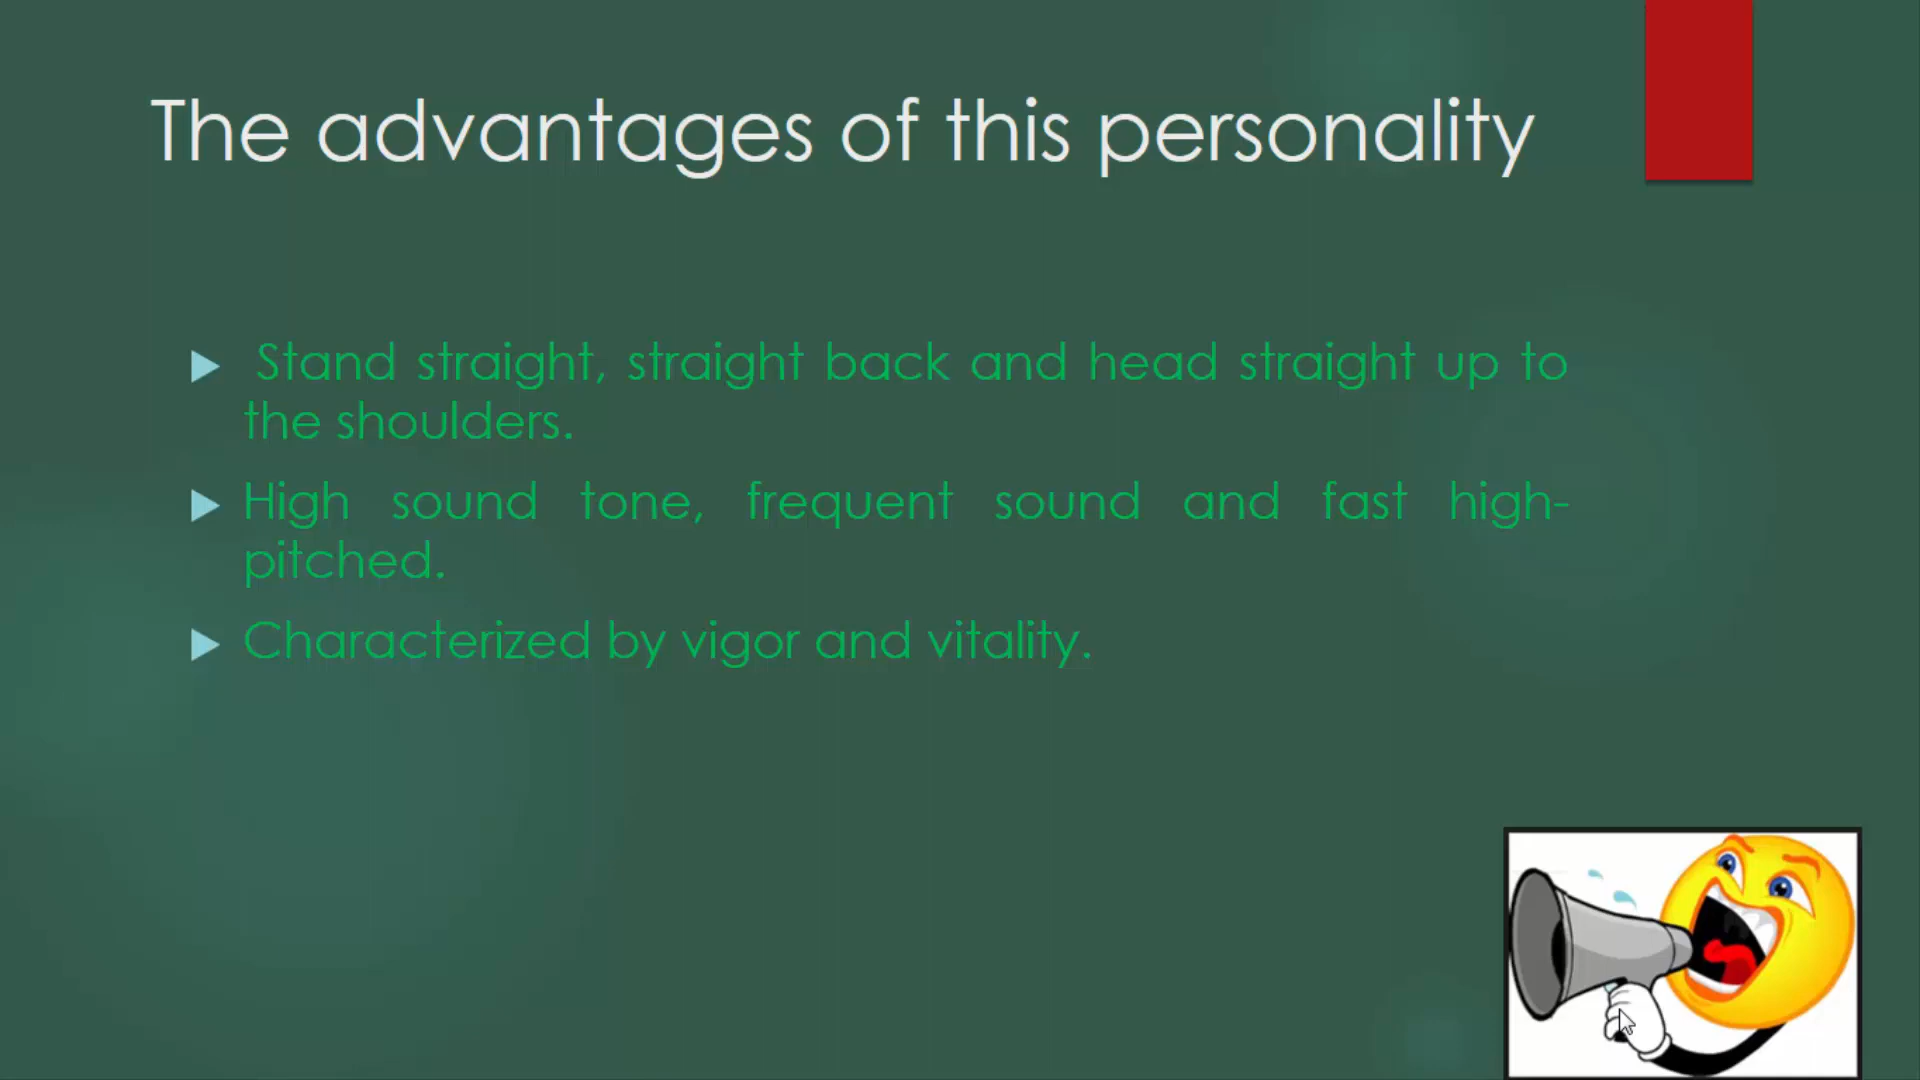 The advantages of this personality
Stand straight, straight back and head straight up to
the shoulders.
High sound tone, frequent sound and fast high-
pitched.
Characterized by vigor and vitality.